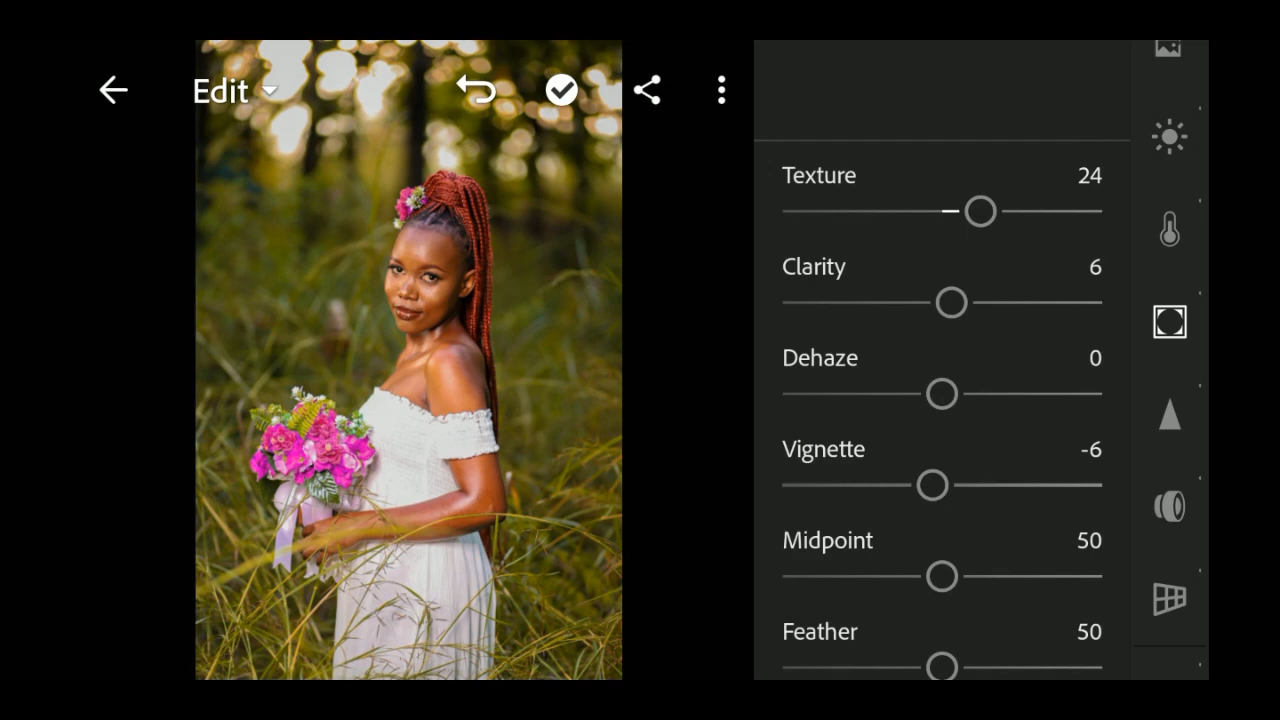 Edit
Texture 24
Clarity 6
Dehaze 0
Vignette -6
Midpoint 50
Feather 50